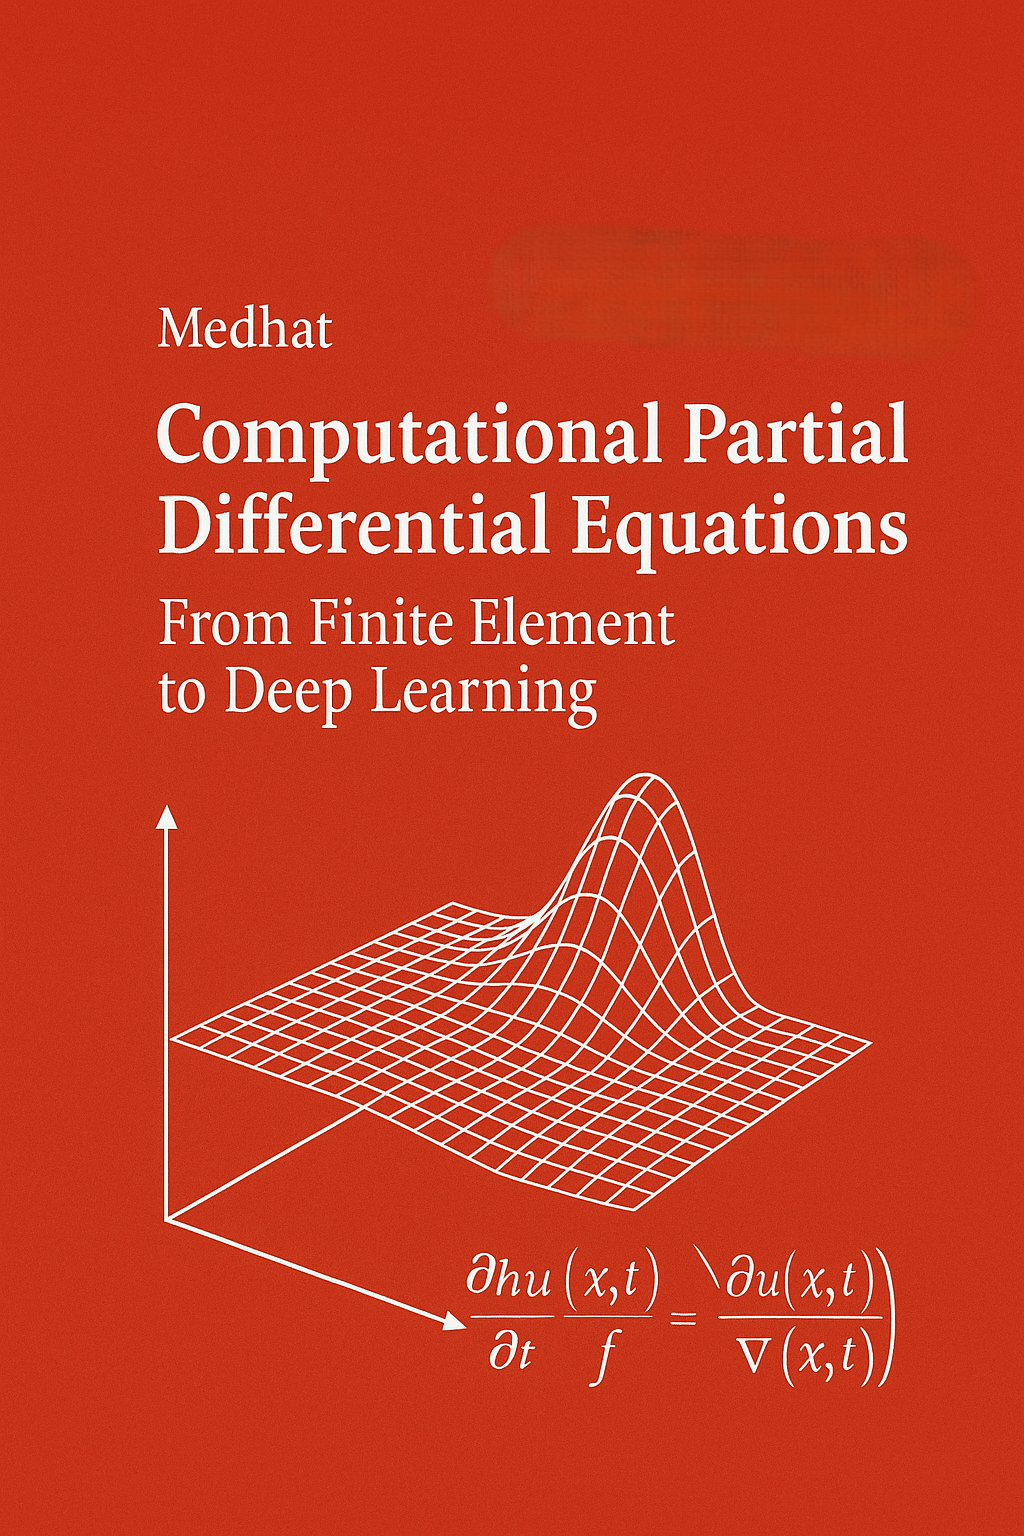 Medhat
Computational Partial
Differential Equations
From Finite Element
to Deep Learning
∂hu (x,t) = \ ∂u(x,t))
∂t f ∇(x,t))